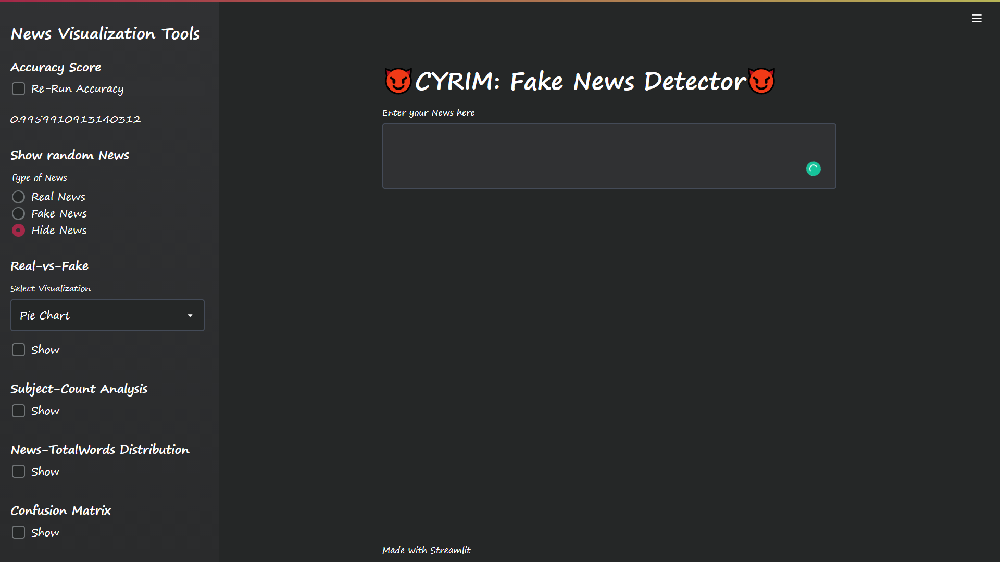 News Visualization Tools
Accuracy Score
Re-Run Accuracy
0.9959910913140312
Show random News
Type of News
Real News
Fake News
Hide News
Real-vs-Fake
Select Visualization
Pie Chart
Show
Subject-Count Analysis
Show
News-TotalWords Distribution
Show
Confusion Matrix
Show
CYRIM: Fake News Detector
Enter your News here
Made with Streamlit